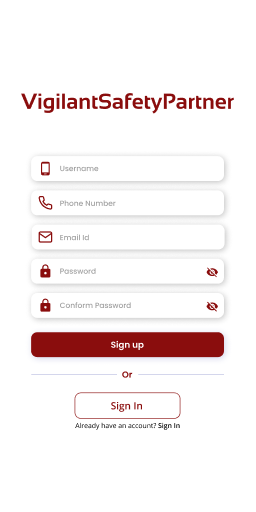 VigilantSafetyPartner
Username
Phone Number
Email Id
Password
Conform Password
Sign up
Or
Sign In
Already have an account? Sign In